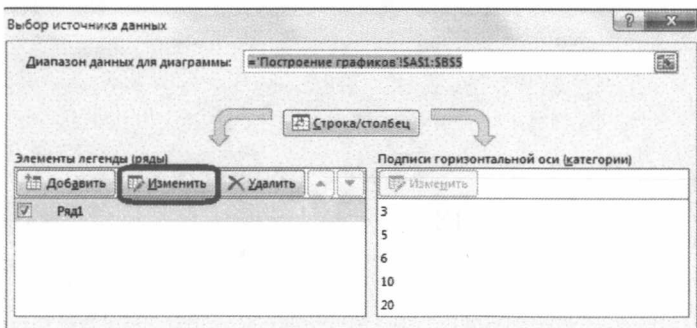 Выбор источника данных
Диапазон данных для диаграммы: ='Построение графиков'!$A$1:$B$5
Строка/столбец
Элементы легенды (ряды)
Добавить Изменить Удалить
Ряд1
Подписи горизонтальной оси (категории)
Изменить
3
5
6
10
20